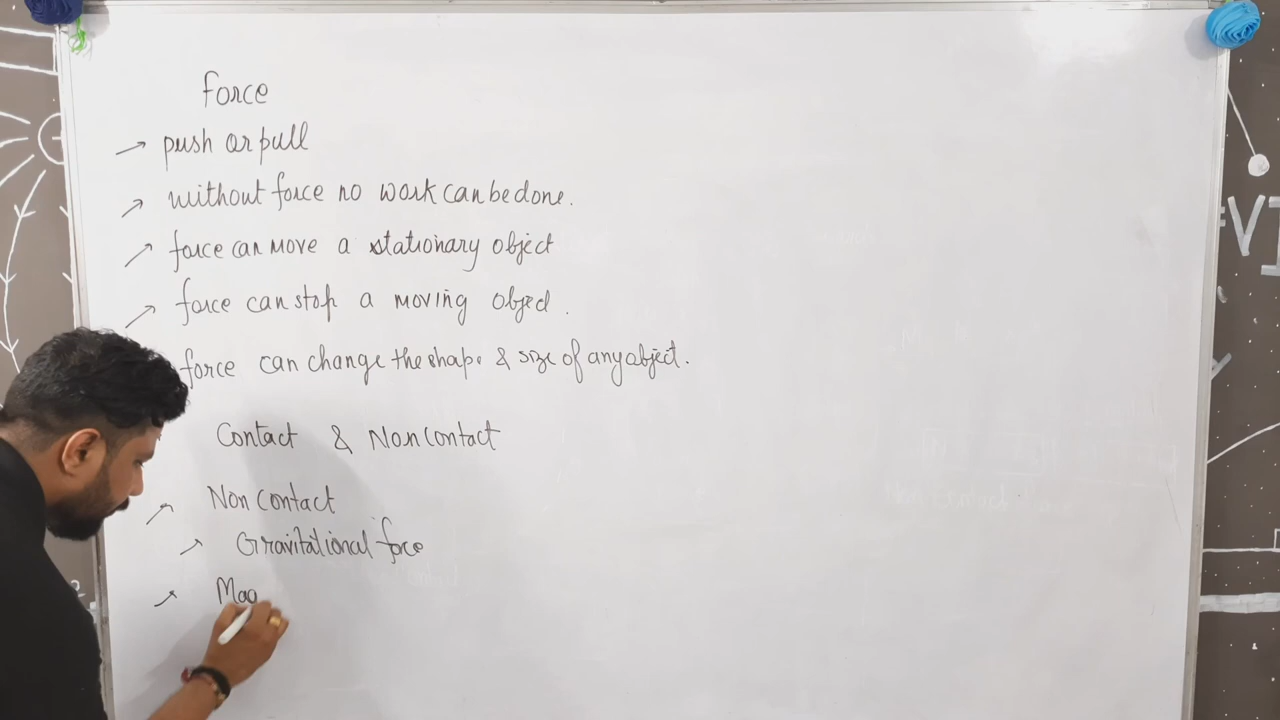 force
push or pull
without force no work can be done.
force can move a stationary object
force can stop a moving object.
force can change the shape & size of any object.
Contact & Non Contact
Non Contact
Gravitational force
Mag
VI